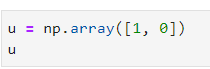 u = np.array([1, 0])
u